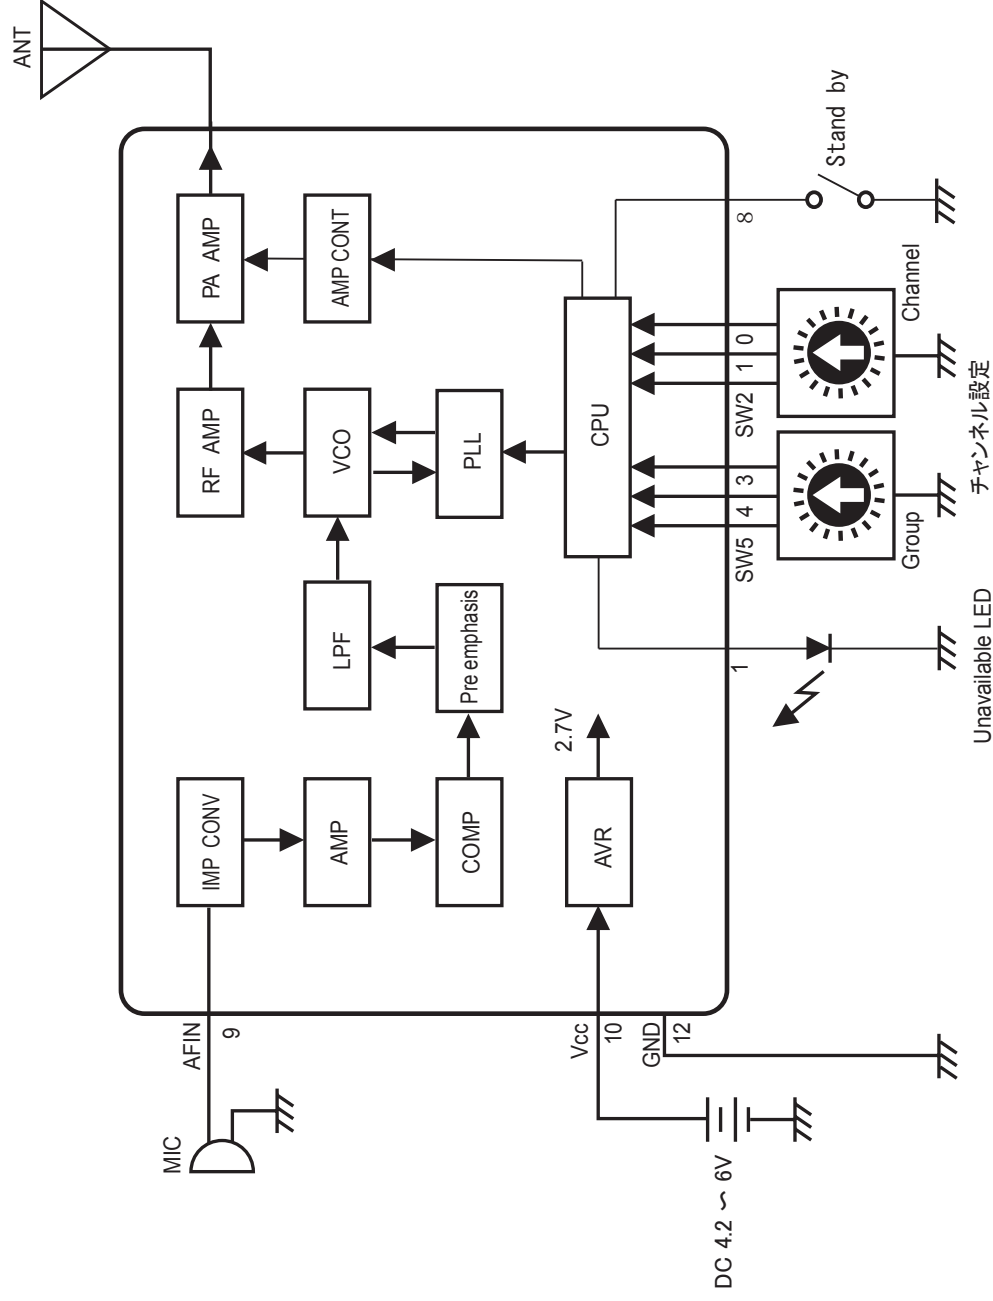 ANT
MIC
AFIN
9
IMP CONV
RF AMP
PA AMP
AMP
LPF
VCO
AMP CONT
COMP
Pre emphasis
PLL
Vcc
10
AVR
2.7V
CPU
GND
12
1
SW5
4
3
SW2
1
0
8
DC 4.2 ～ 6V
Stand by
Group
Channel
Unavailable LED
チャンネル設定